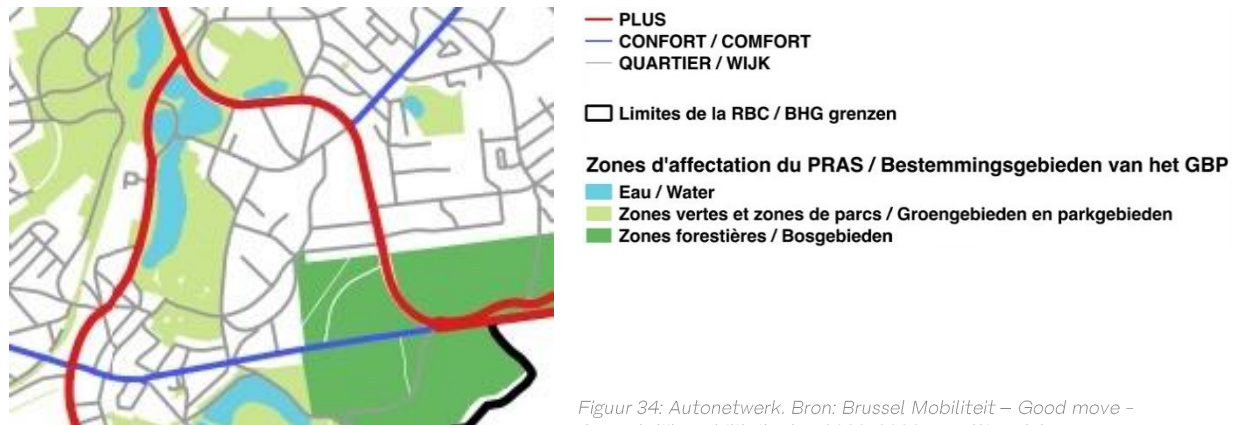 PLUS
CONFORT / COMFORT
QUARTIER / WIJK
Limites de la RBC / BHG grenzen
Zones d'affectation du PRAS / Bestemmingsgebieden van het GBP
Eau / Water
Zones vertes et zones de parcs / Groengebieden en parkgebieden
Zones forestières / Bosgebieden
Figuur 34: Autonetwerk. Bron: Brussel Mobiliteit – Good move -